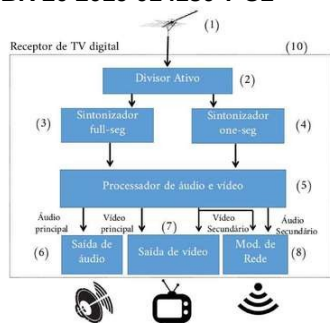 (1)
Receptor de TV digital
(10)
Divisor Ativo
(2)
(3)
Sintonizador
full-seg
Sintonizador
one-seg
(4)
Processador de áudio e vídeo
(5)
Áudio
principal
Vídeo
principal
(7)
Vídeo
Secundário
Áudio
Secundário
(6)
Saída de
áudio
Saída de vídeo
Mod. de
Rede
(8)